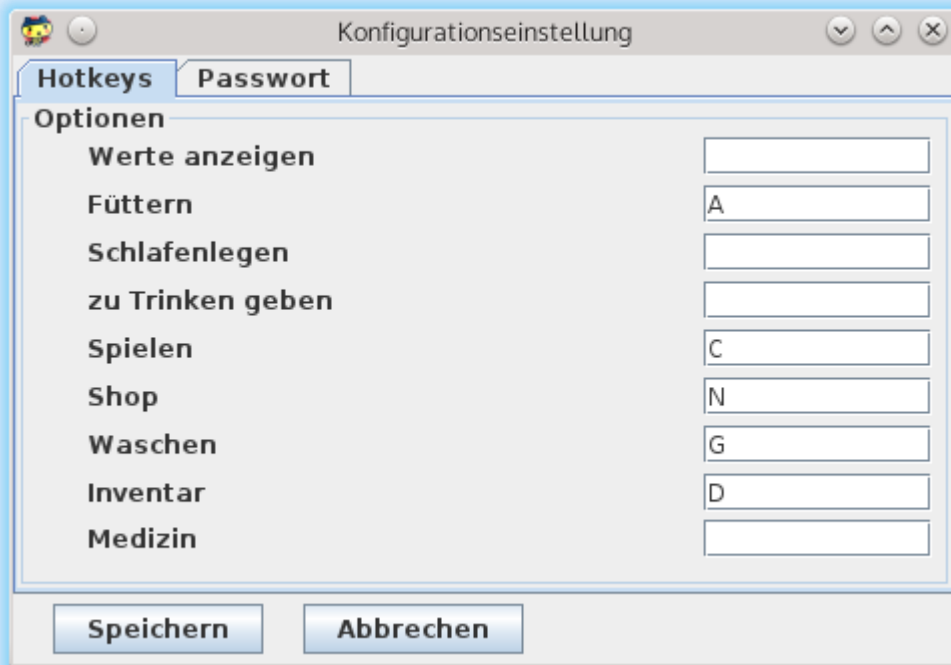 Konfigurationseinstellung
Hotkeys Passwort
Optionen
Werte anzeigen
Füttern A
Schlafenlegen
zu Trinken geben
Spielen C
Shop N
Waschen G
Inventar D
Medizin
Speichern Abbrechen